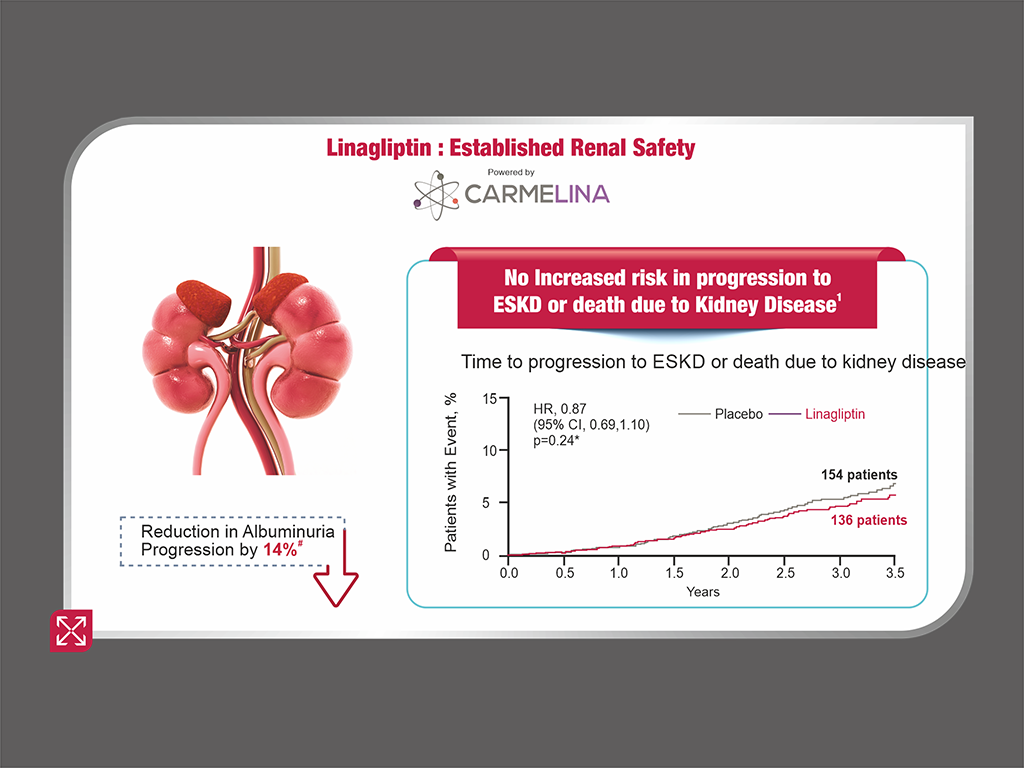 Linagliptin : Established Renal Safety
Powered by
CARMELINA
No Increased risk in progression to
ESKD or death due to Kidney Disease1
Time to progression to ESKD or death due to kidney disease
Patients with Event, %
15
10
5
0
HR, 0.87
(95% CI, 0.69,1.10)
p=0.24*
Placebo
Linagliptin
154 patients
136 patients
0.0 0.5 1.0 1.5 2.0 2.5 3.0 3.5
Years
Reduction in Albuminuria
Progression by 14%#